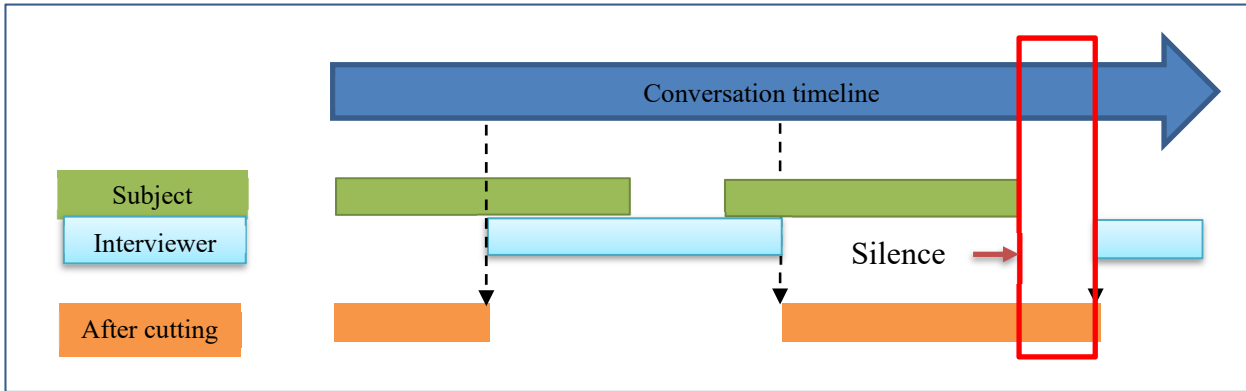 Conversation timeline
Subject
Interviewer
Silence
After cutting